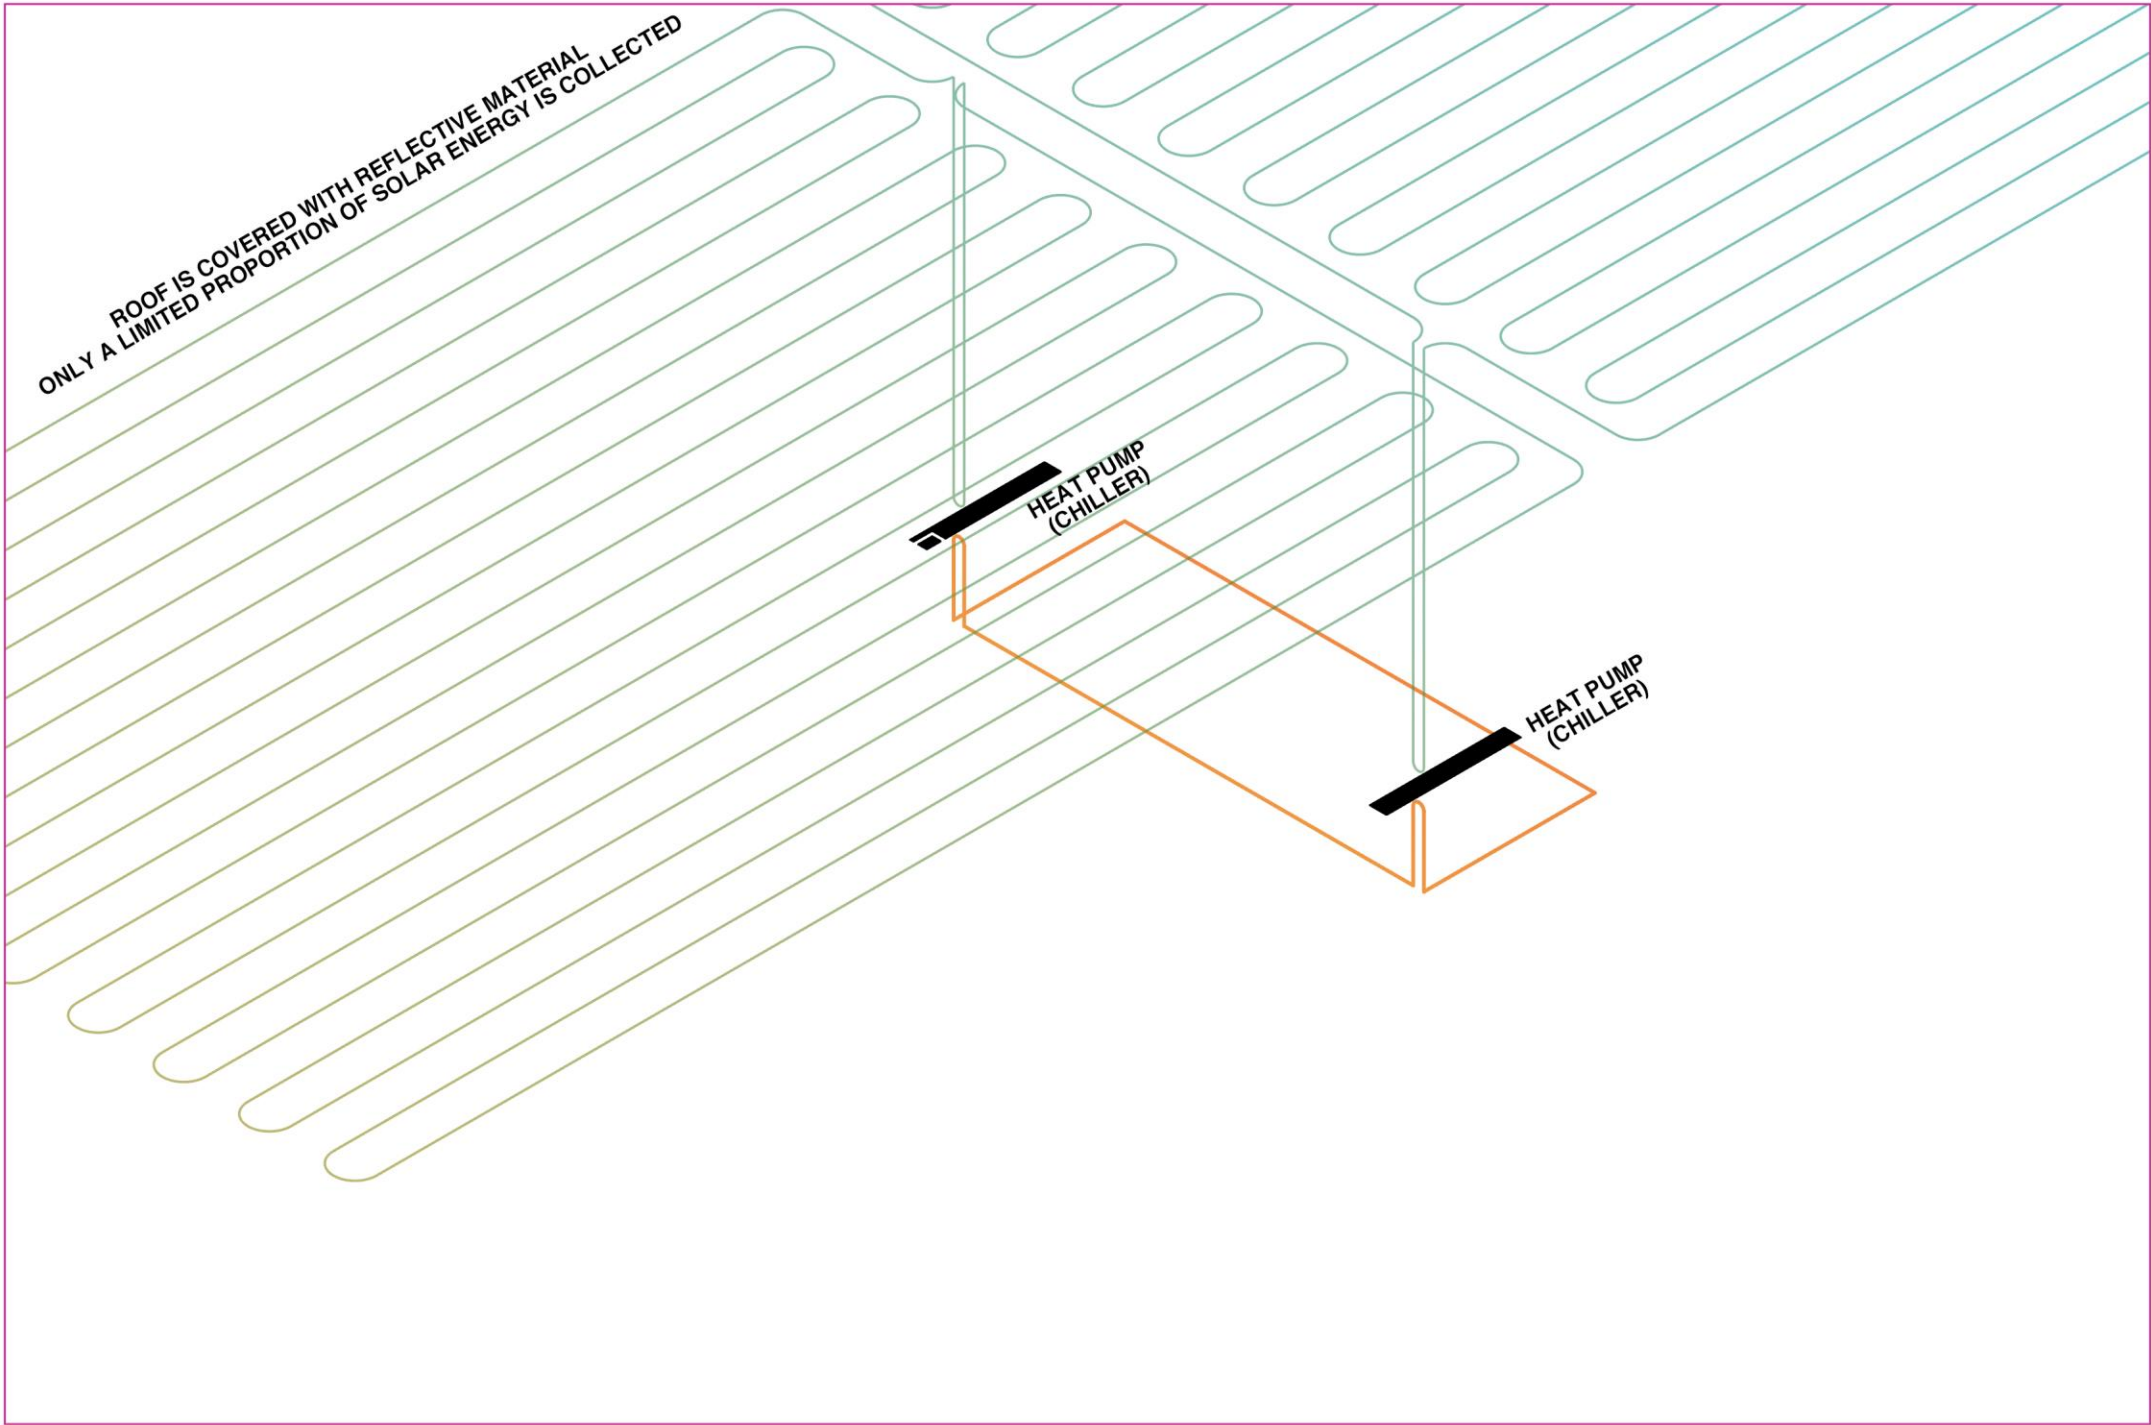 ROOF IS COVERED WITH REFLECTIVE MATERIAL
ONLY A LIMITED PROPORTION OF SOLAR ENERGY IS COLLECTED
HEAT PUMP
(CHILLER)
HEAT PUMP
(CHILLER)